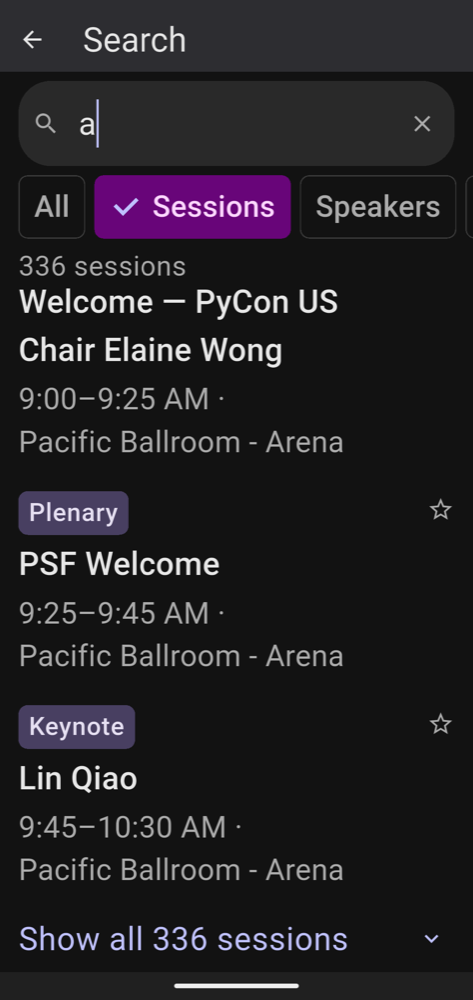 Search
a
All
Sessions
Speakers
336 sessions
Welcome — PyCon US
Chair Elaine Wong
9:00–9:25 AM ·
Pacific Ballroom - Arena
Plenary
PSF Welcome
9:25–9:45 AM ·
Pacific Ballroom - Arena
Keynote
Lin Qiao
9:45–10:30 AM ·
Pacific Ballroom - Arena
Show all 336 sessions